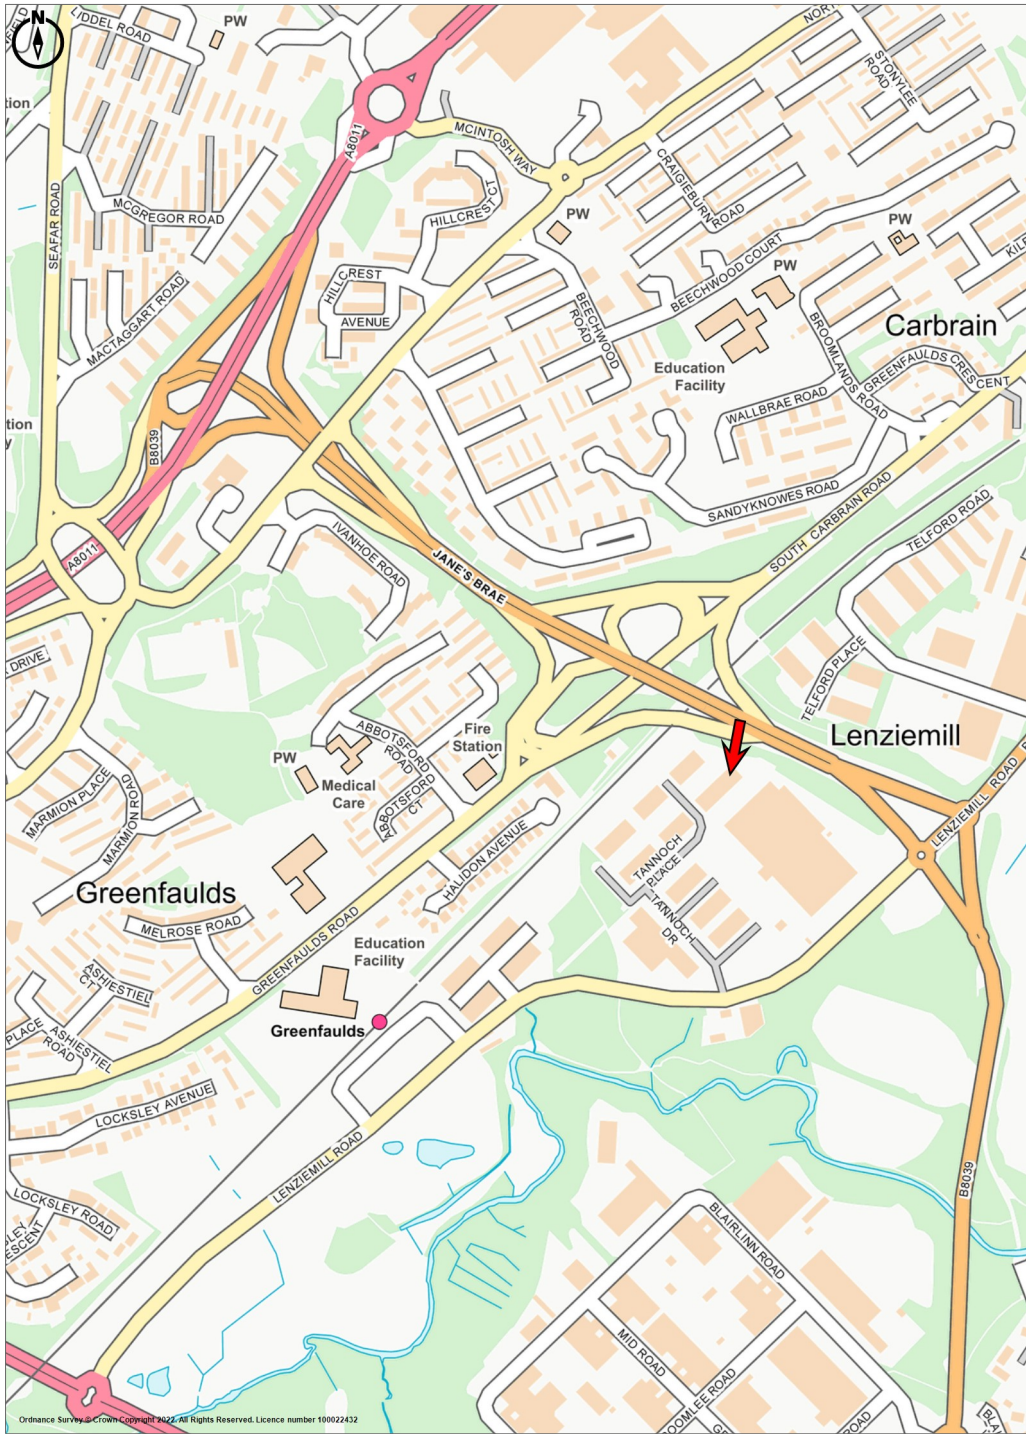 N
LIDDEL ROAD
PW
A8011
MCINTOSH WAY
STONYLEE
ROAD
CRAIGIEBURN
ROAD
SEAFAR ROAD
MCGREGOR ROAD
HILLCREST CT
PW
PW
BEECHWOOD COURT
PW
MACTAGGART ROAD
HILLCREST
AVENUE
BEECHWOOD
ROAD
BROOMLANDS ROAD
Carbrain
GREENFAULDS CRESCENT
Education
Facility
WALLBRAE ROAD
B8039
SANDYKNOWES ROAD
SOUTH CARBRAIN ROAD
TELFORD ROAD
A8011
IVANHOE ROAD
JANE'S BRAE
DRIVE
TELFORD PLACE
ABBOTSFORD
ROAD
Fire
Station
Lenziemill
PW
Medical
Care
ABBOTSFORD
CT
MARMION PLACE
MARMION ROAD
LENZIEMILL ROAD
HALIDON AVENUE
TANNOCH
PLACE
Greenfaulds
TANNOCH
DR
MELROSE ROAD
GREENFAULDS ROAD
Education
Facility
ASHIESTIEL
CT
Greenfaulds
PLACE
ASHIESTIEL
ROAD
LOCKSLEY AVENUE
LENZIEMILL ROAD
B8039
LOCKSLEY ROAD
BLAIRLINN ROAD
MID ROAD
ROAD
Ordnance Survey © Crown Copyright 2022. All Rights Reserved. Licence number 100022432